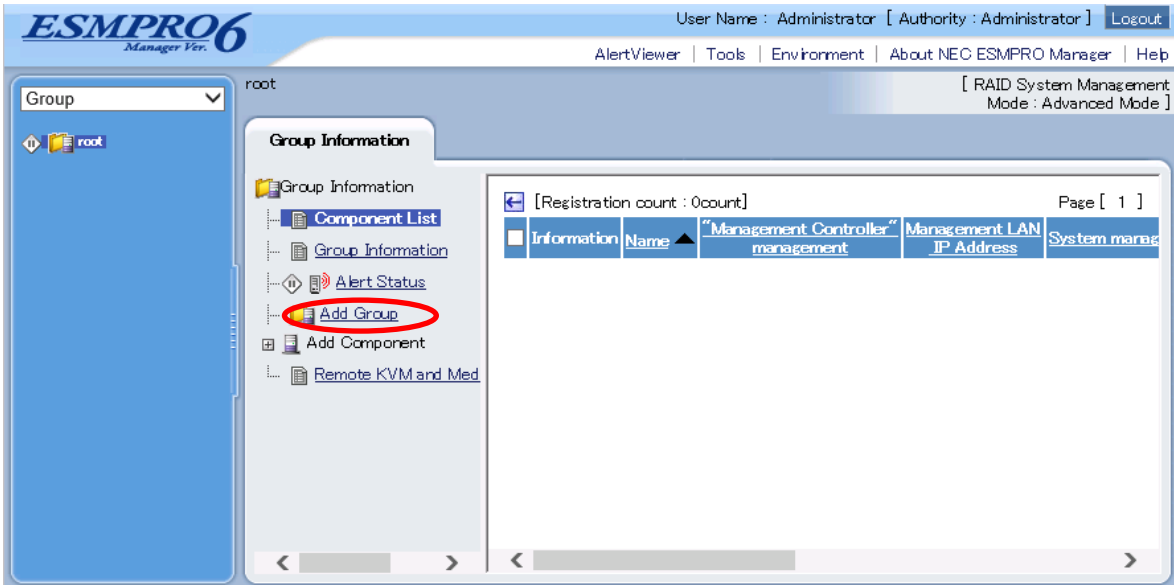 ESMPRO6
Manager Ver.
User Name : Administrator [ Authority : Administrator ] Logout
AlertViewer | Tools | Environment | About NEC ESMPRO Manager | Help
Group
root
root
[ RAID System Management
Mode : Advanced Mode ]
Group Information
Group Information
Component List
Group Information
Alert Status
Add Group
Add Component
Remote KVM and Med
[Registration count : 0count]
Page [ 1 ]
Information Name ▲ "Management Controller" management Management LAN IP Address System manag